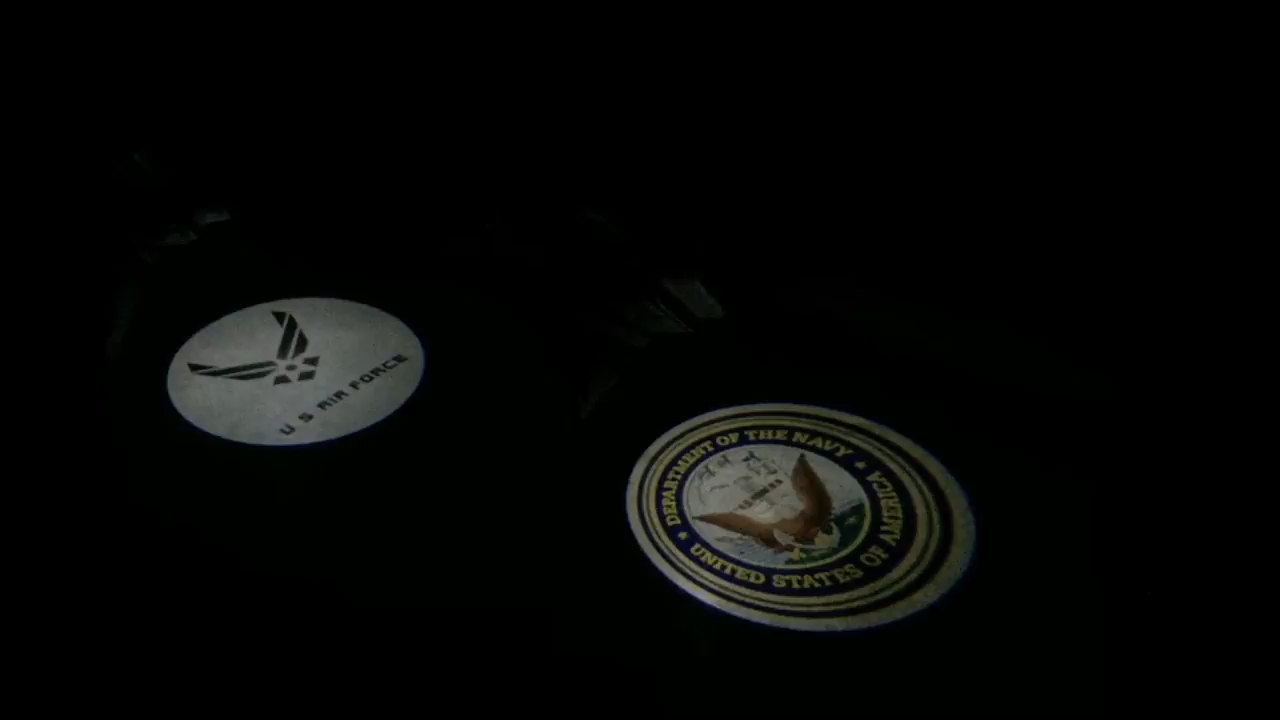 U S AIR FORCE
DEPARTMENT OF THE NAVY
UNITED STATES OF AMERICA